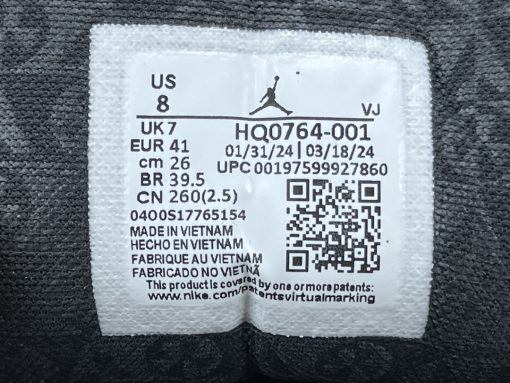 US
8
VJ
UK 7
HQ0764-001
EUR 41
01/31/24 | 03/18/24
cm 26
UPC 00197599927860
BR 39.5
CN 260(2.5)
0400S17765154
MADE IN VIETNAM
HECHO EN VIETNAM
FABRIQUE AU VIETNAM
FABRICADO NO VIETNÃ
This product is covered by one or more patents:
www.nike.com/patentsvirtualmarking